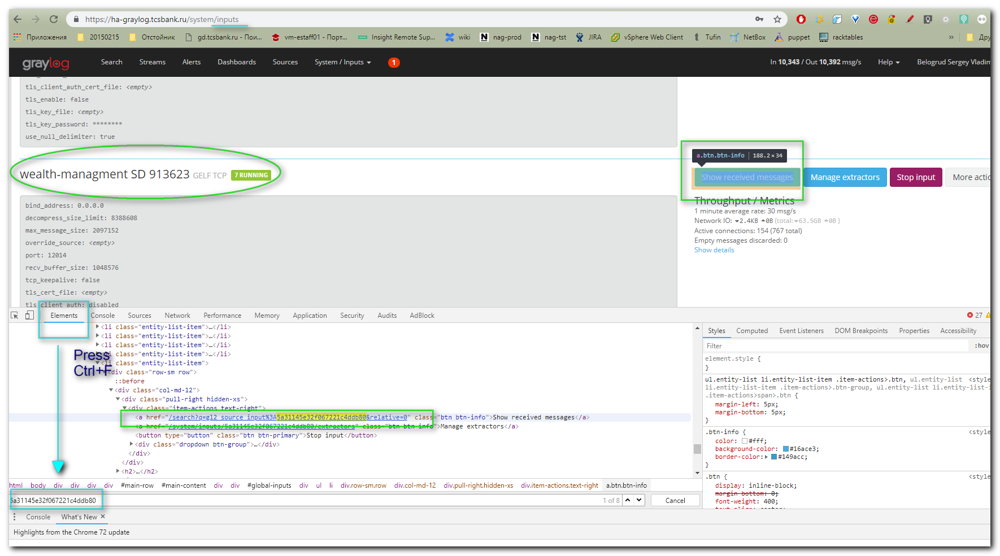 https://ha-graylog.tcsbank.ru/system/inputs
Приложения 20150215 Отстойник gd.tcsbank.ru - Пои... vm-estaff01 - Порт... Insight Remote Sup... wiki nag-prod nag-tst JIRA vSphere Web Client Tufin NetBox puppet racktables » Дру
graylog Search Streams Alerts Dashboards Sources System / Inputs 1 In 10,343 / Out 10,392 msg/s Help Belogrud Sergey Vladim
tls_client_auth_cert_file: <empty>
tls_enable: false
tls_key_file: <empty>
tls_key_password: ********
use_null_delimiter: true
a.btn.btn-info 188.2 × 34
wealth-managment SD 913623 GELF TCP 7 RUNNING
Show received messages Manage extractors Stop input More actio
bind_address: 0.0.0.0
decompress_size_limit: 8388608
max_message_size: 2097152
override_source: <empty>
port: 12014
recv_buffer_size: 1048576
tcp_keepalive: false
tls_cert_file: <empty>
tls_client_auth: disabled
Throughput / Metrics
1 minute average rate: 30 msg/s
Network IO: 2.4KB 0B (total: 63.5GB 0B )
Active connections: 154 (767 total)
Empty messages discarded: 0
Show details
Elements Console Sources Network Performance Memory Application Security Audits AdBlock 27
<li class="entity-list-item">…</li>
<li class="entity-list-item">…</li>
<li class="entity-list-item">…</li>
<li class="entity-list-item">…</li>
<li class="entity-list-item">
<div class="row-sm row">
::before
<div class="col-md-12">
<div class="pull-right hidden-xs">
<div class="item-actions text-right">
<a href="/search?q=gl2_source_input%3A5a31145e32f067221c4ddb80&relative=0" class="btn btn-info">Show received messages</a>
<a href="/system/inputs/5a31145e32f067221c4ddb80/extractors" class="btn btn-info">Manage extractors</a>
<button type="button" class="btn btn-primary">Stop input</button>
<div class="dropdown btn-group">…</div>
</div>
</div>
<h2>…</h2>
Press
Ctrl+F
html body div div div div #main-row #main-content div div #global-inputs div ul li div.row-sm.row div.col-md-12 div.pull-right.hidden-xs div.item-actions.text-right a.btn.btn-info
5a31145e32f067221c4ddb80 1 of 8 Cancel
Console What's New ×
Highlights from the Chrome 72 update
Styles Computed Event Listeners DOM Breakpoints Properties Accessibility
Filter :hov
element.style {
}
ul.entity-list li.entity-list-item .item-actions>.btn, ul.entity-list <style
li.entity-list-item .item-actions>.btn-group, ul.entity-list li.entity-list-i
.item-actions>span>.btn {
margin-left: 5px;
margin-bottom: 5px;
}
.btn-info { <style
color: #fff;
background-color: #16ace3;
border-color: #149acc;
}
.btn { <style
display: inline-block;
margin-bottom: 0;
font-weight: 400;
text-align: center;